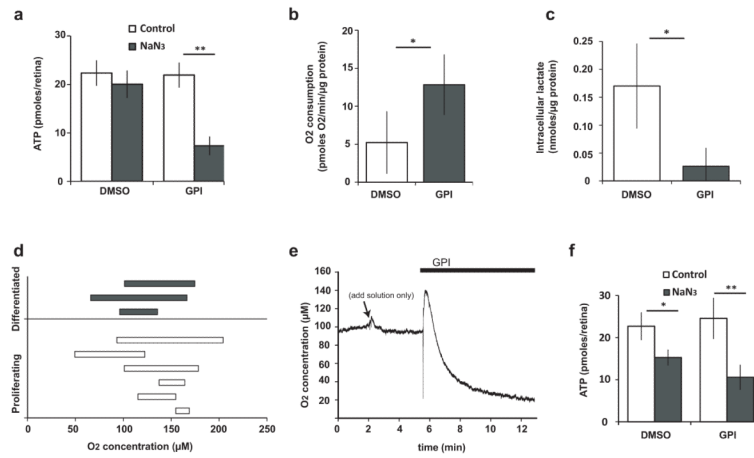 a
Control
NaN3
**
ATP (pmoles/retina)
30
20
10
0
DMSO
GPI
b
*
O2 consumption
(pmoles O2/min/µg protein)
20
15
10
5
0
DMSO
GPI
c
*
Intracellular lactate
(nmoles/µg protein)
0.25
0.20
0.15
0.10
0.05
0
DMSO
GPI
d
Differentiated
Proliferating
0
50
100
150
200
250
O2 concentration (µM)
e
GPI
(add solution only)
O2 concentration (µM)
160
140
120
100
80
60
40
20
0
2
4
6
8
10
12
time (min)
f
Control
NaN3
*
**
ATP (pmoles/retina)
30
20
10
0
DMSO
GPI